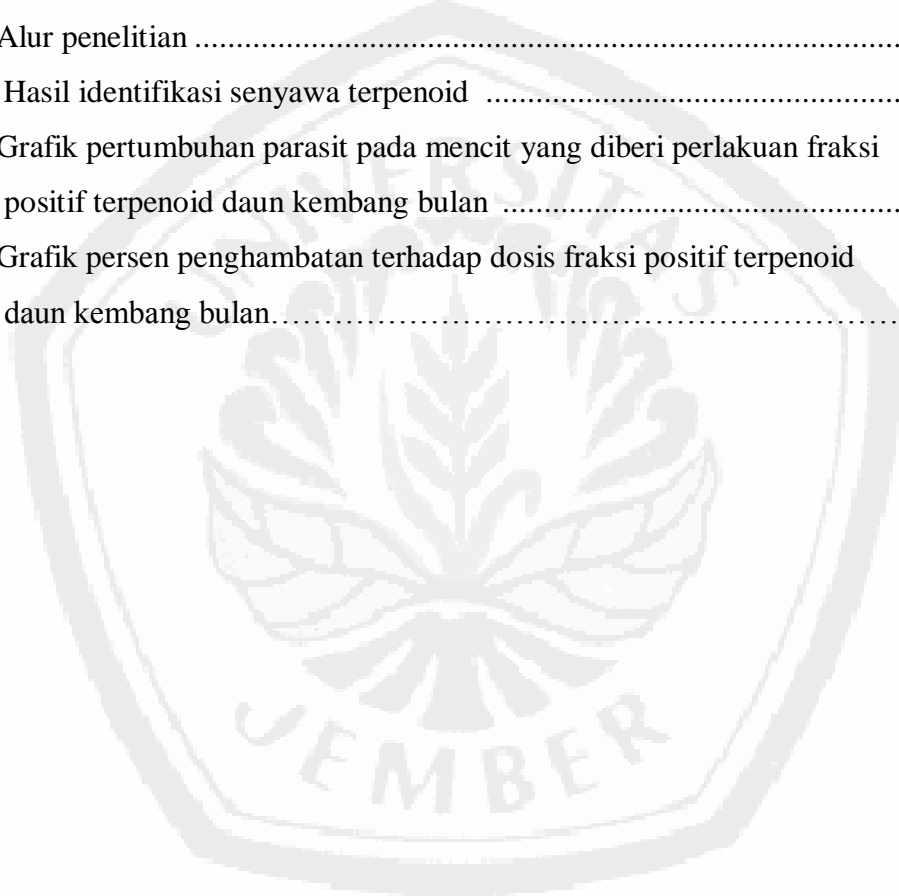 Alur penelitian ......................................................................................
Hasil identifikasi senyawa terpenoid ..................................................
Grafik pertumbuhan parasit pada mencit yang diberi perlakuan fraksi
positif terpenoid daun kembang bulan ................................................
Grafik persen penghambatan terhadap dosis fraksi positif terpenoid
daun kembang bulan……………………………………………………………
UNIVERSITAS
JEMBER